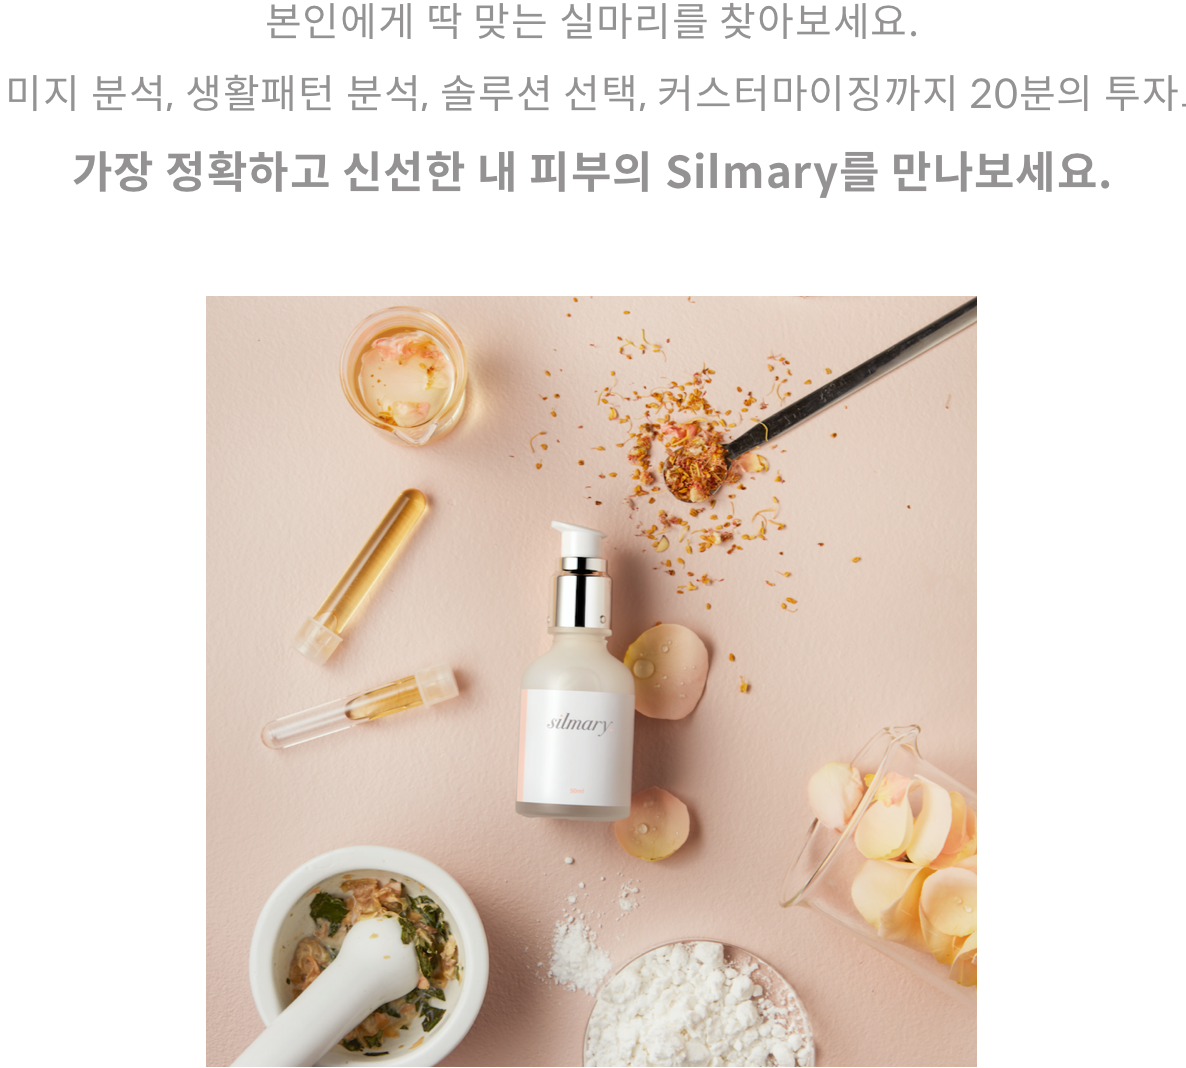 본인에게 딱 맞는 실마리를 찾아보세요.
미지 분석, 생활패턴 분석, 솔루션 선택, 커스터마이징까지 20분의 투자.
가장 정확하고 신선한 내 피부의 Silmary를 만나보세요.
silmary